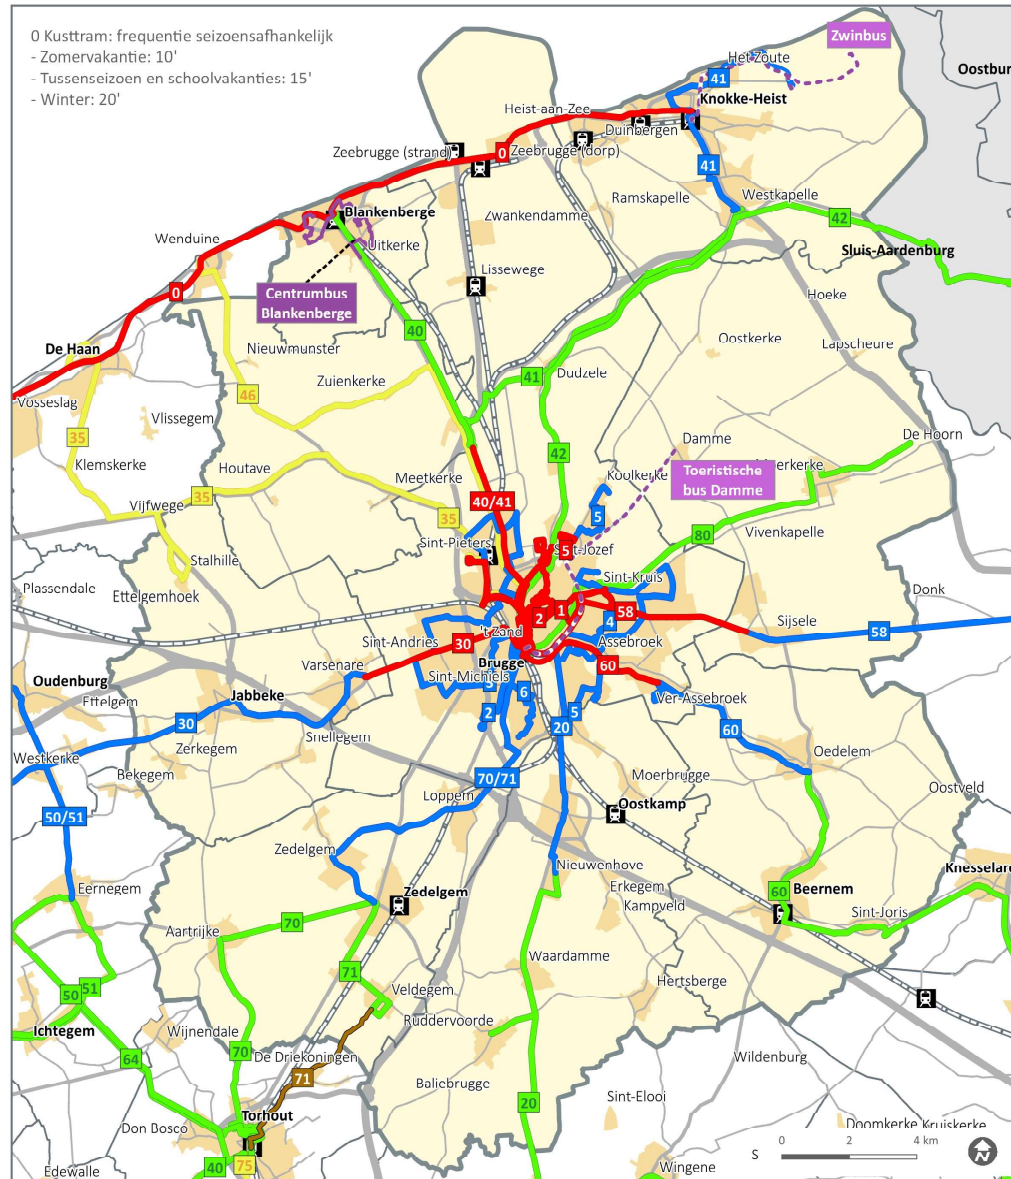 0 Kusttram: frequentie seizoensafhankelijk
- Zomervakantie: 10'
- Tussenseizoen en schoolvakanties: 15'
- Winter: 20'
Zwinbus
Het Zoute
41
Knokke-Heist
Heist-aan-Zee
Duinbergen
Zeebrugge (strand)
0
Zeebrugge (dorp)
41
Ramskapelle
Westkapelle
42
Blankenberge
Zwankendamme
Wenduine
Uitkerke
Sluis-Aardenburg
Lissewege
0
Centrumbus
Blankenberge
Hoeke
40
Oostkerke
Lapscheure
De Haan
Nieuwmunster
Zuienkerke
41
Dudzele
Vosseslag
46
Vlissegem
35
42
Damme
De Hoorn
Klemskerke
Houtave
Meetkerke
Koolkerke
Toeristische
bus Damme
35
Vijfwege
40/41
35
5
Sint-Pieters
80
Vivenkapelle
5
Stalhille
Sint-Kruis
Plassendale
Ettelgemhoek
Donk
1
2
58
4
Sijsele
58
't Zand
Sint-Andries
30
Assebroek
Varsenare
Brugge
60
Oudenburg
Sint-Michiels
Jabbeke
6
Ver-Assebroek
2
5
30
20
60
Snellegem
Zerkegem
Westkerke
Oedelem
Bekegem
70/71
Moerbrugge
Loppem
Oostveld
50/51
Oostkamp
Zedelgem
Nieuwenhove
Eernegem
Zedelgem
Erkegem
Kampveld
60
Beernem
Sint-Joris
70
Aartrijke
Waardamme
71
Hertsberge
Veldegem
50
51
Ruddervoorde
Ichtegem
Wijnendale
64
70
De Driekoningen
Wildenburg
71
Baliebrugge
20
Sint-Elooi
Torhout
Don Bosco
Doomkerke
Kruiskerke
0 2 4 km
S
N
Edewalle
40
75
Wingene